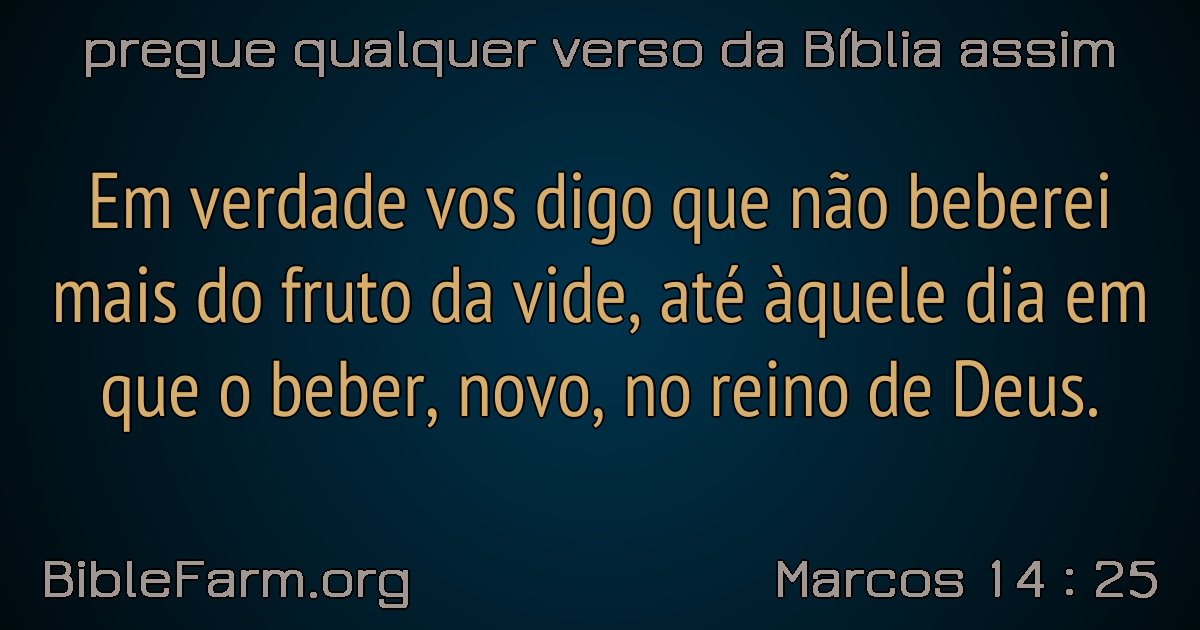 pregue qualquer verso da Bíblia assim
Em verdade vos digo que não beberei
mais do fruto da vide, até àquele dia em
que o beber, novo, no reino de Deus.
BibleFarm.org
Marcos 14 : 25